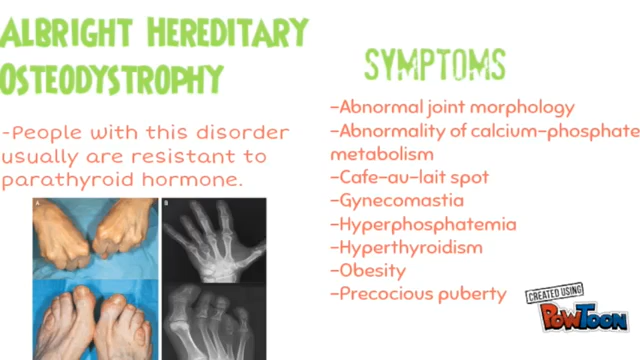 ALBRIGHT HEREDITARY
OSTEODYSTROPHY
-People with this disorder
usually are resistant to
parathyroid hormone.
A
B
SYMPTOMS
-Abnormal joint morphology
-Abnormality of calcium-phosphate
metabolism
-Cafe-au-lait spot
-Gynecomastia
-Hyperphosphatemia
-Hyperthyroidism
-Obesity
-Precocious puberty
CREATED USING
POWTOON